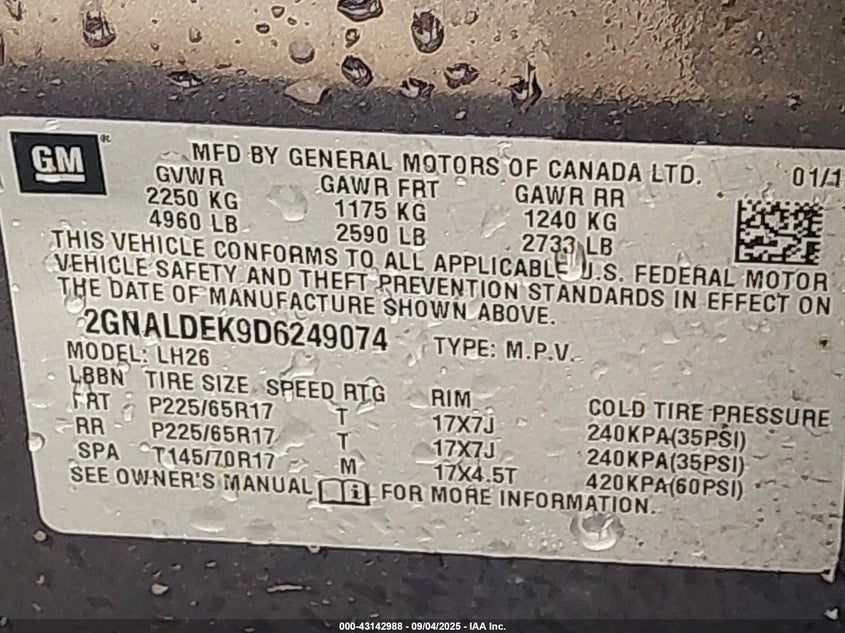 GM ®
MFD BY GENERAL MOTORS OF CANADA LTD. 01/1
GVWR GAWR FRT GAWR RR
2250 KG 1175 KG 1240 KG
4960 LB 2590 LB 2733 LB
THIS VEHICLE CONFORMS TO ALL APPLICABLE U.S. FEDERAL MOTOR
VEHICLE SAFETY AND THEFT PREVENTION STANDARDS IN EFFECT ON
THE DATE OF MANUFACTURE SHOWN ABOVE.
2GNALDEK9D6249074 TYPE: M.P.V.
MODEL: LH26
LBBN TIRE SIZE SPEED RTG RIM COLD TIRE PRESSURE
FRT P225/65R17 T 17X7J 240KPA(35PSI)
RR P225/65R17 T 17X7J 240KPA(35PSI)
SPA T145/70R17 M 17X4.5T 420KPA(60PSI)
SEE OWNER'S MANUAL i FOR MORE INFORMATION.
000-43142988 - 09/04/2025 - IAA Inc.